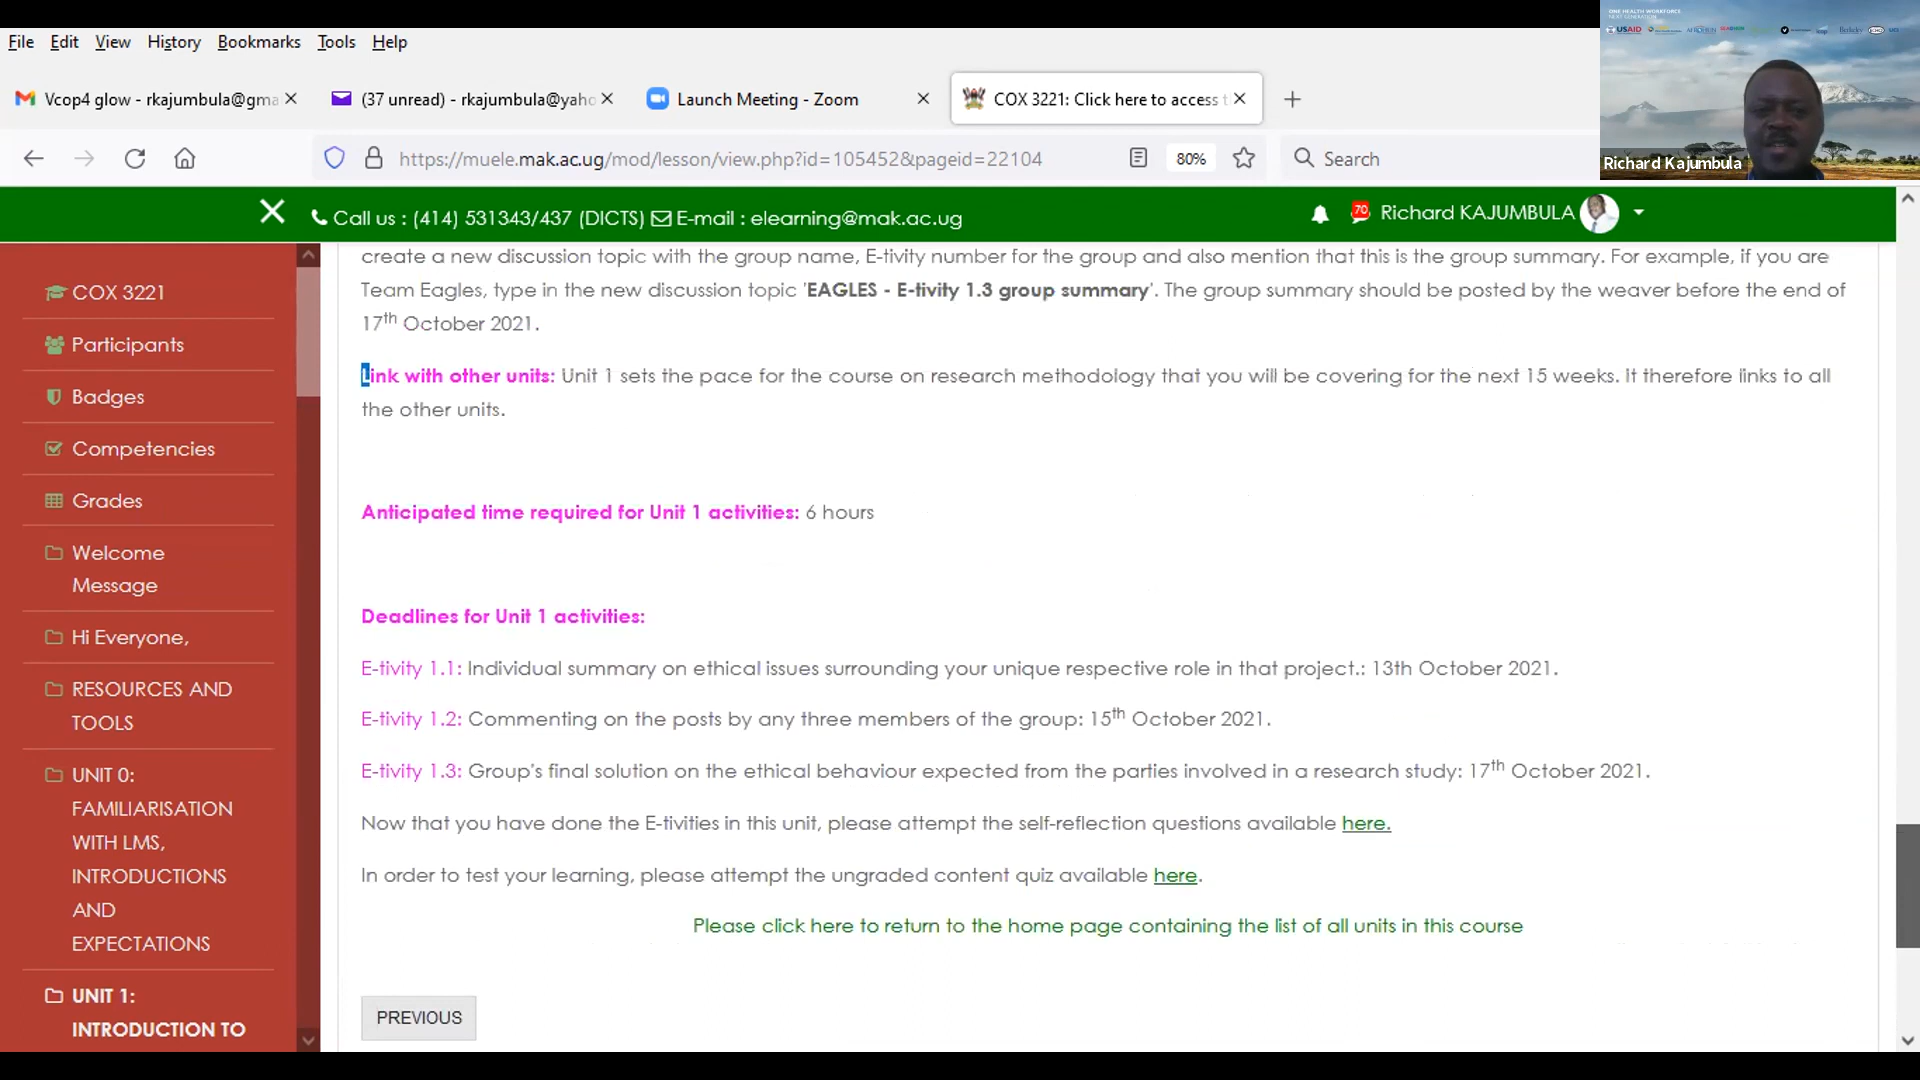 File Edit View History Bookmarks Tools Help
ONE HEALTH WORKFORCE
NEXT GENERATION
USAID
Berkeley
Vcop4 glow - rkajumbula@gma
(37 unread) - rkajumbula@yaho
Launch Meeting - Zoom
COX 3221: Click here to access t
https://muele.mak.ac.ug/mod/lesson/view.php?id=105452&pageid=22104
80%
Search
Richard Kajumbula
Call us : (414) 531343/437 (DICTS) E-mail : elearning@mak.ac.ug
70
Richard KAJUMBULA
COX 3221
Participants
Badges
Competencies
Grades
Welcome
Message
Hi Everyone,
RESOURCES AND
TOOLS
UNIT 0:
FAMILIARISATION
WITH LMS,
INTRODUCTIONS
AND
EXPECTATIONS
UNIT 1:
INTRODUCTION TO
create a new discussion topic with the group name, E-tivity number for the group and also mention that this is the group summary. For example, if you are
Team Eagles, type in the new discussion topic 'EAGLES - E-tivity 1.3 group summary'. The group summary should be posted by the weaver before the end of
17th October 2021.
Link with other units: Unit 1 sets the pace for the course on research methodology that you will be covering for the next 15 weeks. It therefore links to all
the other units.
Anticipated time required for Unit 1 activities: 6 hours
Deadlines for Unit 1 activities:
E-tivity 1.1: Individual summary on ethical issues surrounding your unique respective role in that project.: 13th October 2021.
E-tivity 1.2: Commenting on the posts by any three members of the group: 15th October 2021.
E-tivity 1.3: Group's final solution on the ethical behaviour expected from the parties involved in a research study: 17th October 2021.
Now that you have done the E-tivities in this unit, please attempt the self-reflection questions available here.
In order to test your learning, please attempt the ungraded content quiz available here.
Please click here to return to the home page containing the list of all units in this course
PREVIOUS